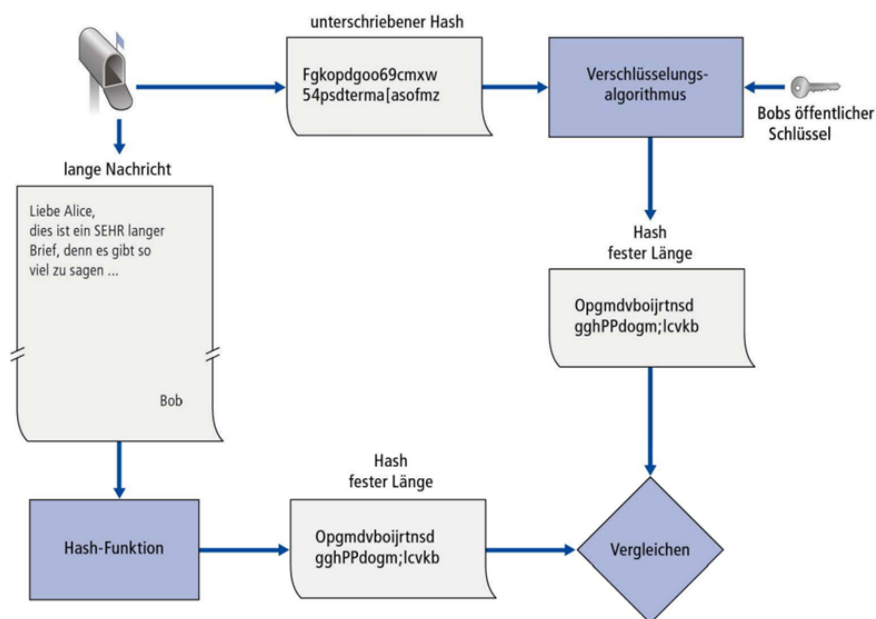 unterschriebener Hash
Fgkopdgoo69cmxw
54psdterma[asofmz
Verschlüsselungs-
algorithmus
Bobs öffentlicher
Schlüssel
lange Nachricht
Liebe Alice,
dies ist ein SEHR langer
Brief, denn es gibt so
viel zu sagen ...
Bob
Hash
fester Länge
Opgmdvboijrtnsd
gghPPdogm;lcvkb
Hash-Funktion
Hash
fester Länge
Opgmdvboijrtnsd
gghPPdogm;lcvkb
Vergleichen